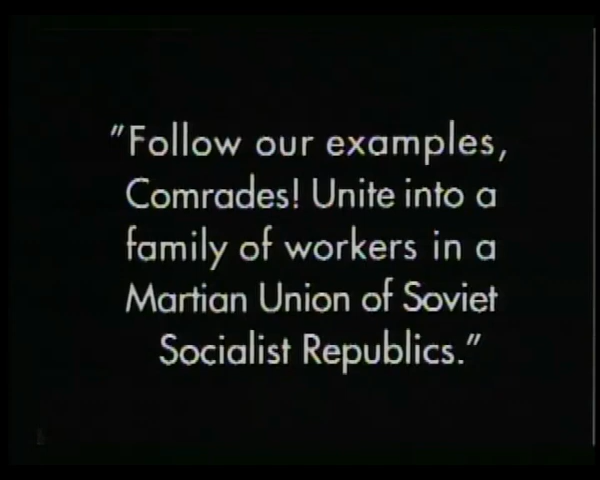 "Follow our examples,
Comrades! Unite into a
family of workers in a
Martian Union of Soviet
Socialist Republics."